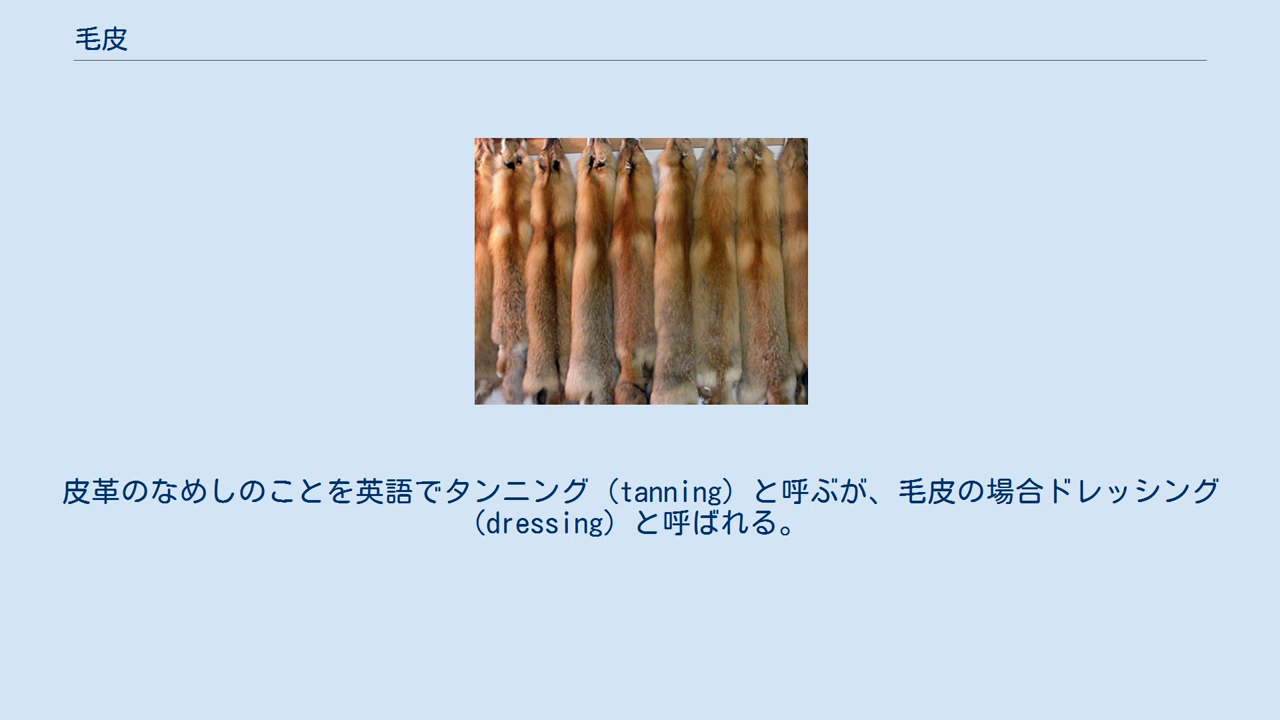 毛皮
皮革のなめしのことを英語でタンニング（tanning）と呼ぶが、毛皮の場合ドレッシング
（dressing）と呼ばれる。